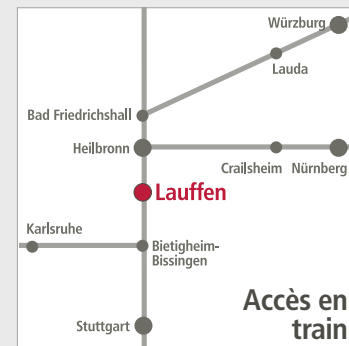 Würzburg
Lauda
Bad Friedrichshall
Heilbronn
Crailsheim
Nürnberg
Lauffen
Karlsruhe
Bietigheim-
Bissingen
Stuttgart
Accès en
train